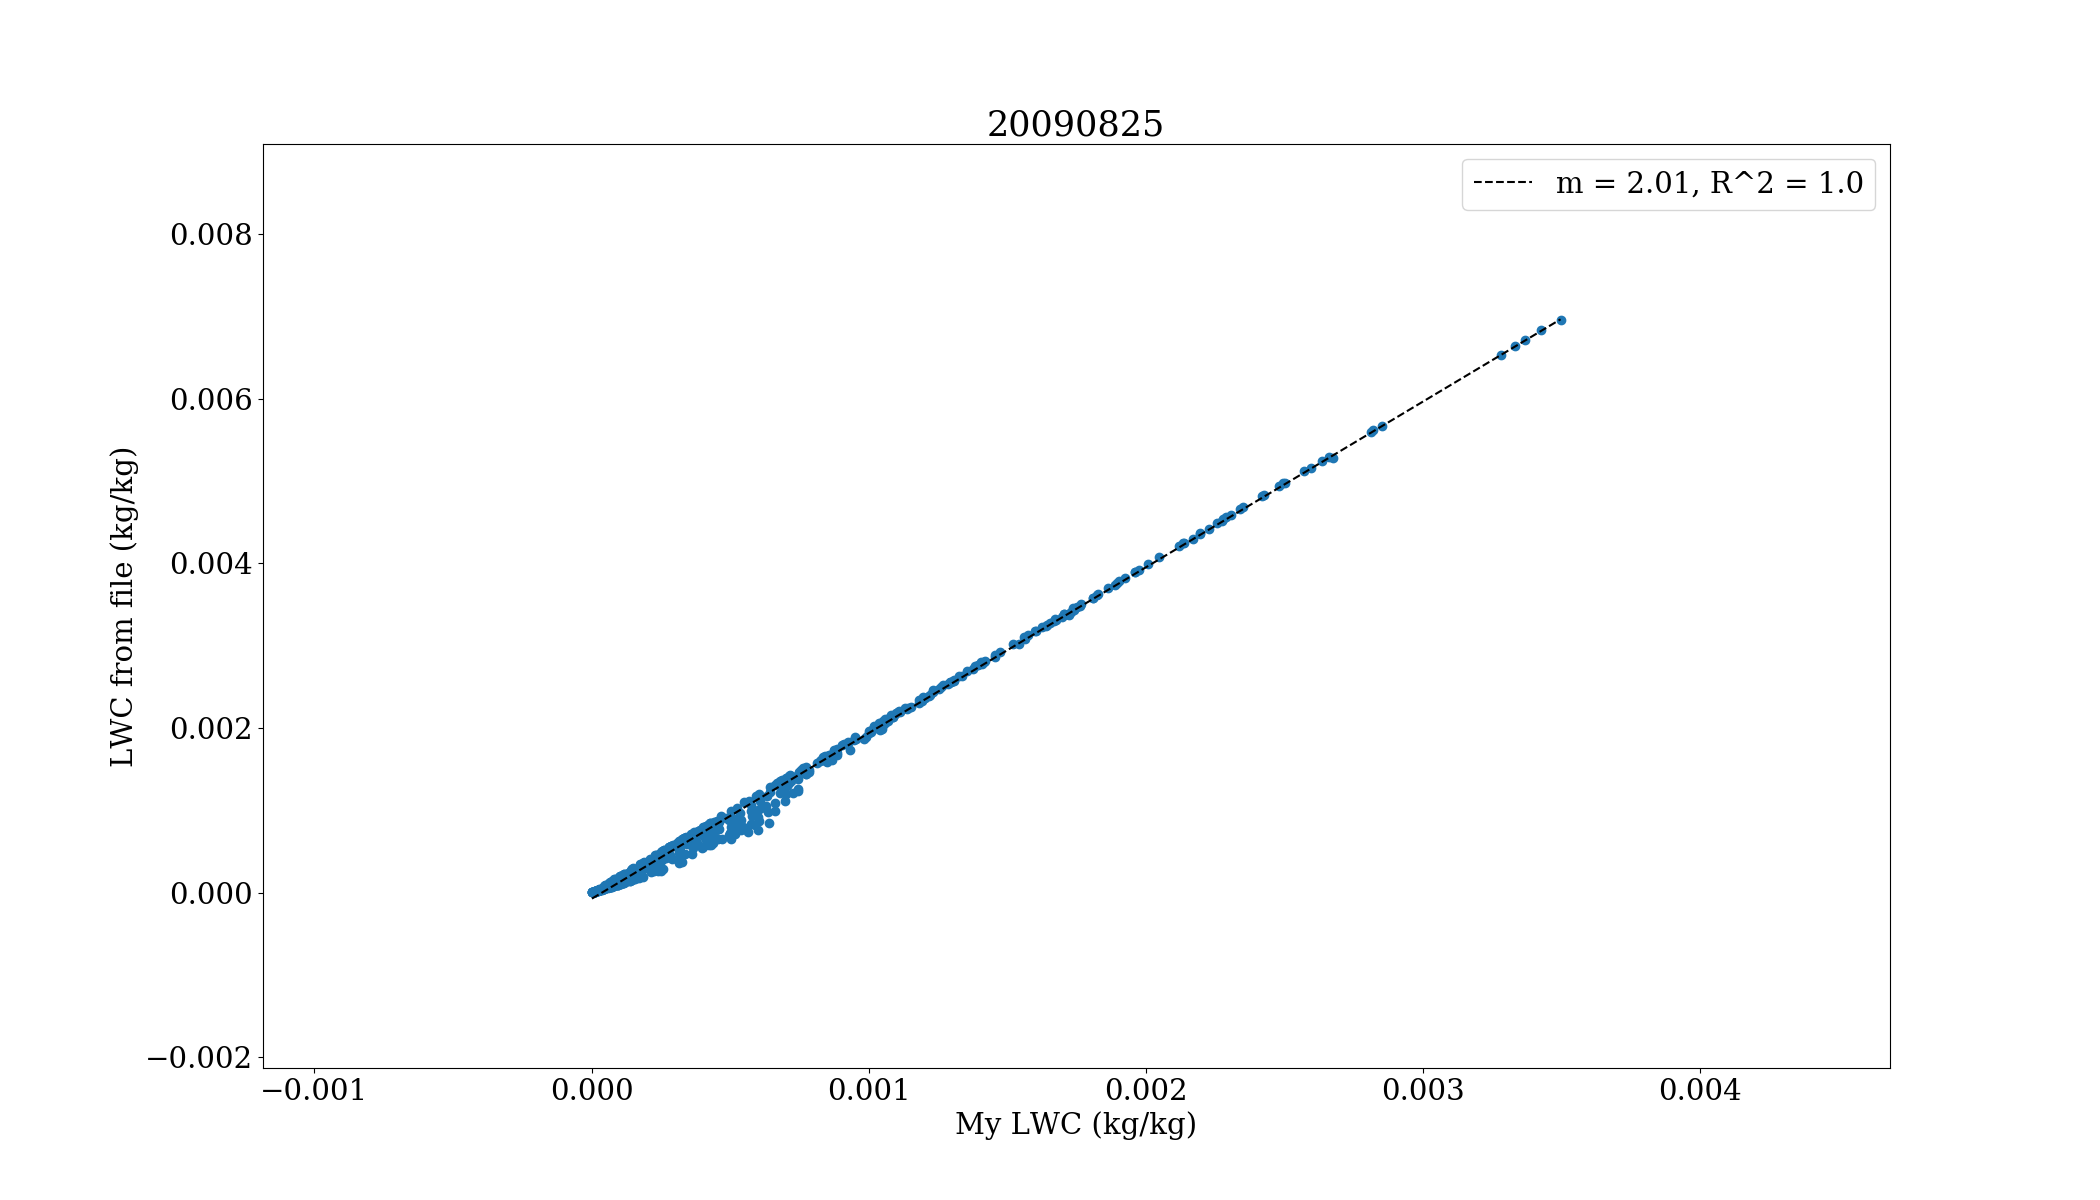 20090825
m = 2.01, R^2 = 1.0
LWC from file (kg/kg)
0.008
0.006
0.004
0.002
0.000
−0.002
−0.001 0.000 0.001 0.002 0.003 0.004
My LWC (kg/kg)